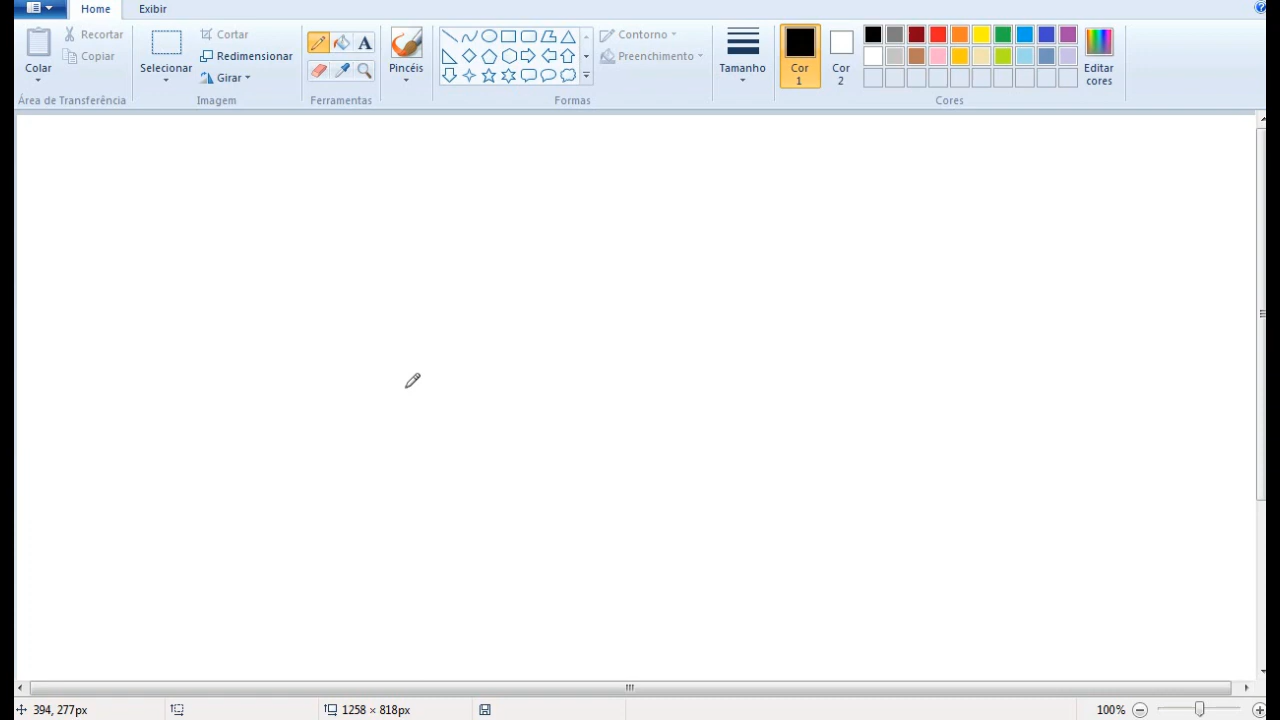 Home Exibir
Recortar Cortar Contorno
Redimensionar
Copiar Preenchimento
Colar Selecionar Girar Pincéis Tamanho Cor 1 Cor 2 Editar cores
Área de Transferência Imagem Ferramentas Formas Cores
394, 277px 1258 × 818px 100%